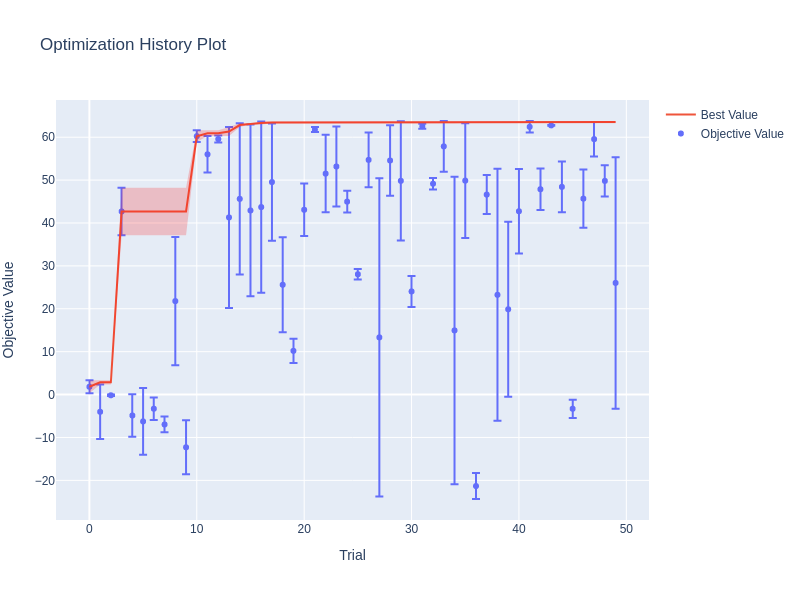 Optimization History Plot
Best Value
Objective Value
60
50
40
30
20
10
0
−10
−20
Objective Value
0 10 20 30 40 50
Trial